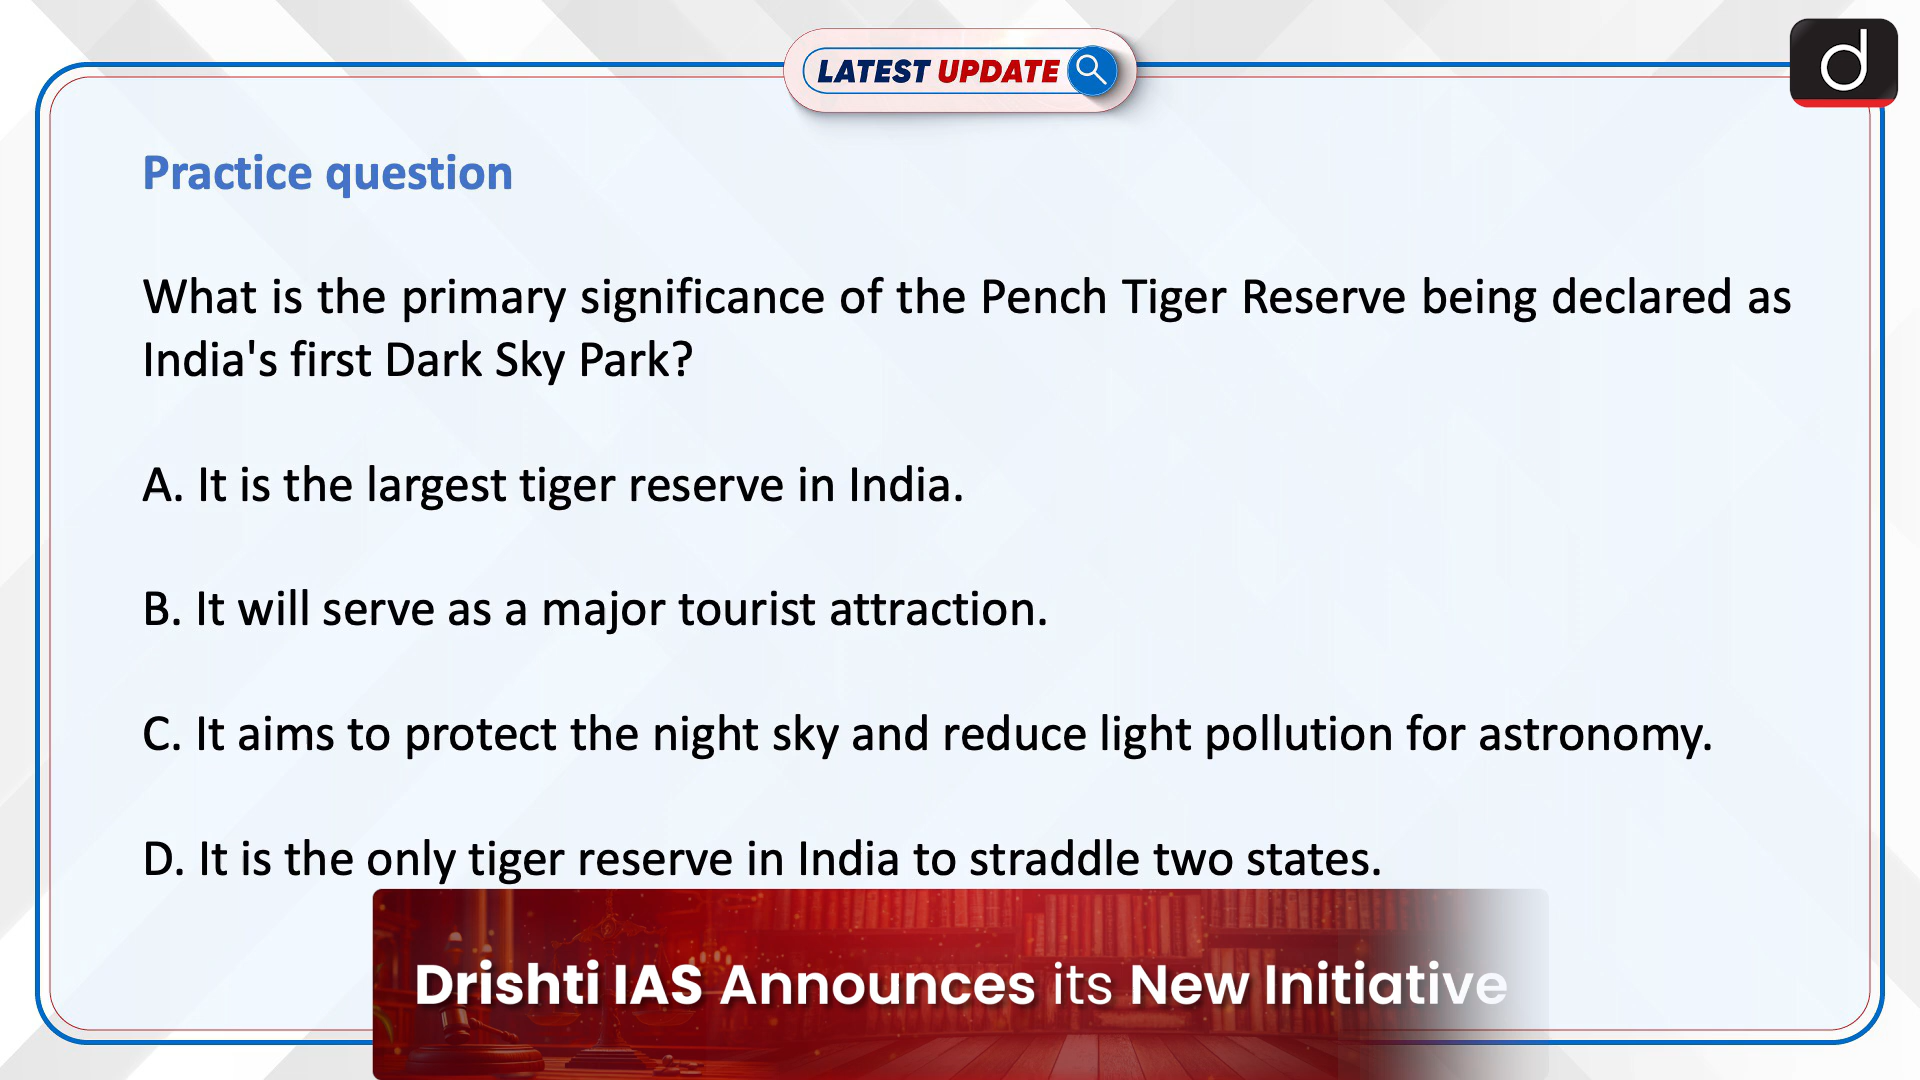 LATEST UPDATE
d
Practice question
What is the primary significance of the Pench Tiger Reserve being declared as
India's first Dark Sky Park?
A. It is the largest tiger reserve in India.
B. It will serve as a major tourist attraction.
C. It aims to protect the night sky and reduce light pollution for astronomy.
D. It is the only tiger reserve in India to straddle two states.
Drishti IAS Announces its New Initiative